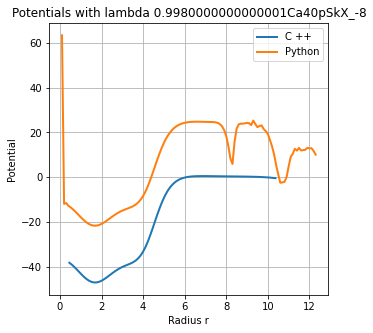 Potentials with lambda 0.9980000000000001Ca40pSkX_-8
C ++
Python
Potential
60
40
20
0
−20
−40
0 2 4 6 8 10 12
Radius r